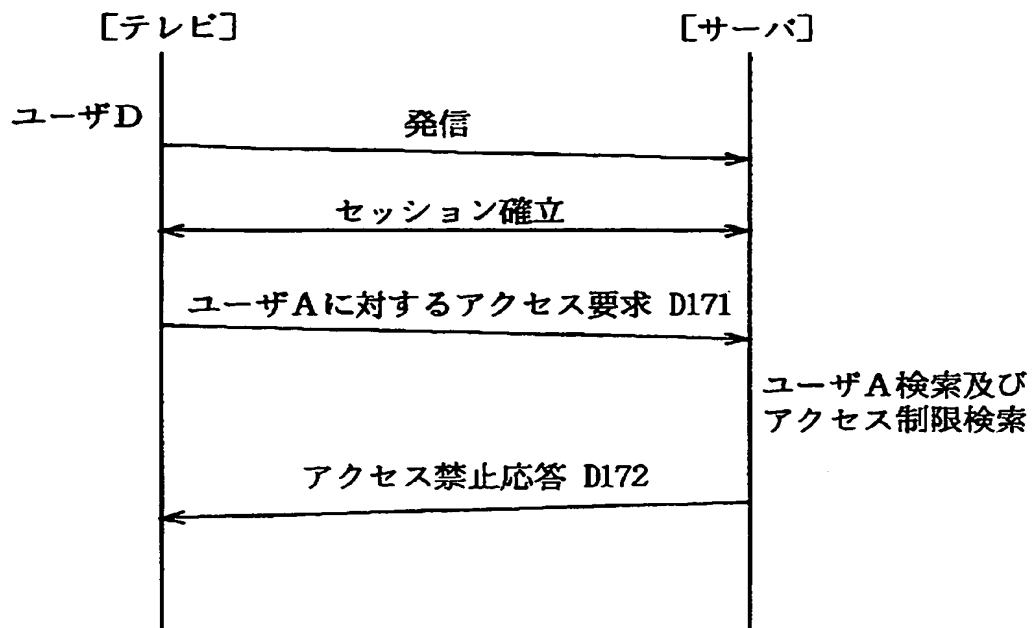 [テレビ]
[サーバ]
ユーザD
発信
セッション確立
ユーザAに対するアクセス要求 D171
ユーザA検索及び
アクセス制限検索
アクセス禁止応答 D172